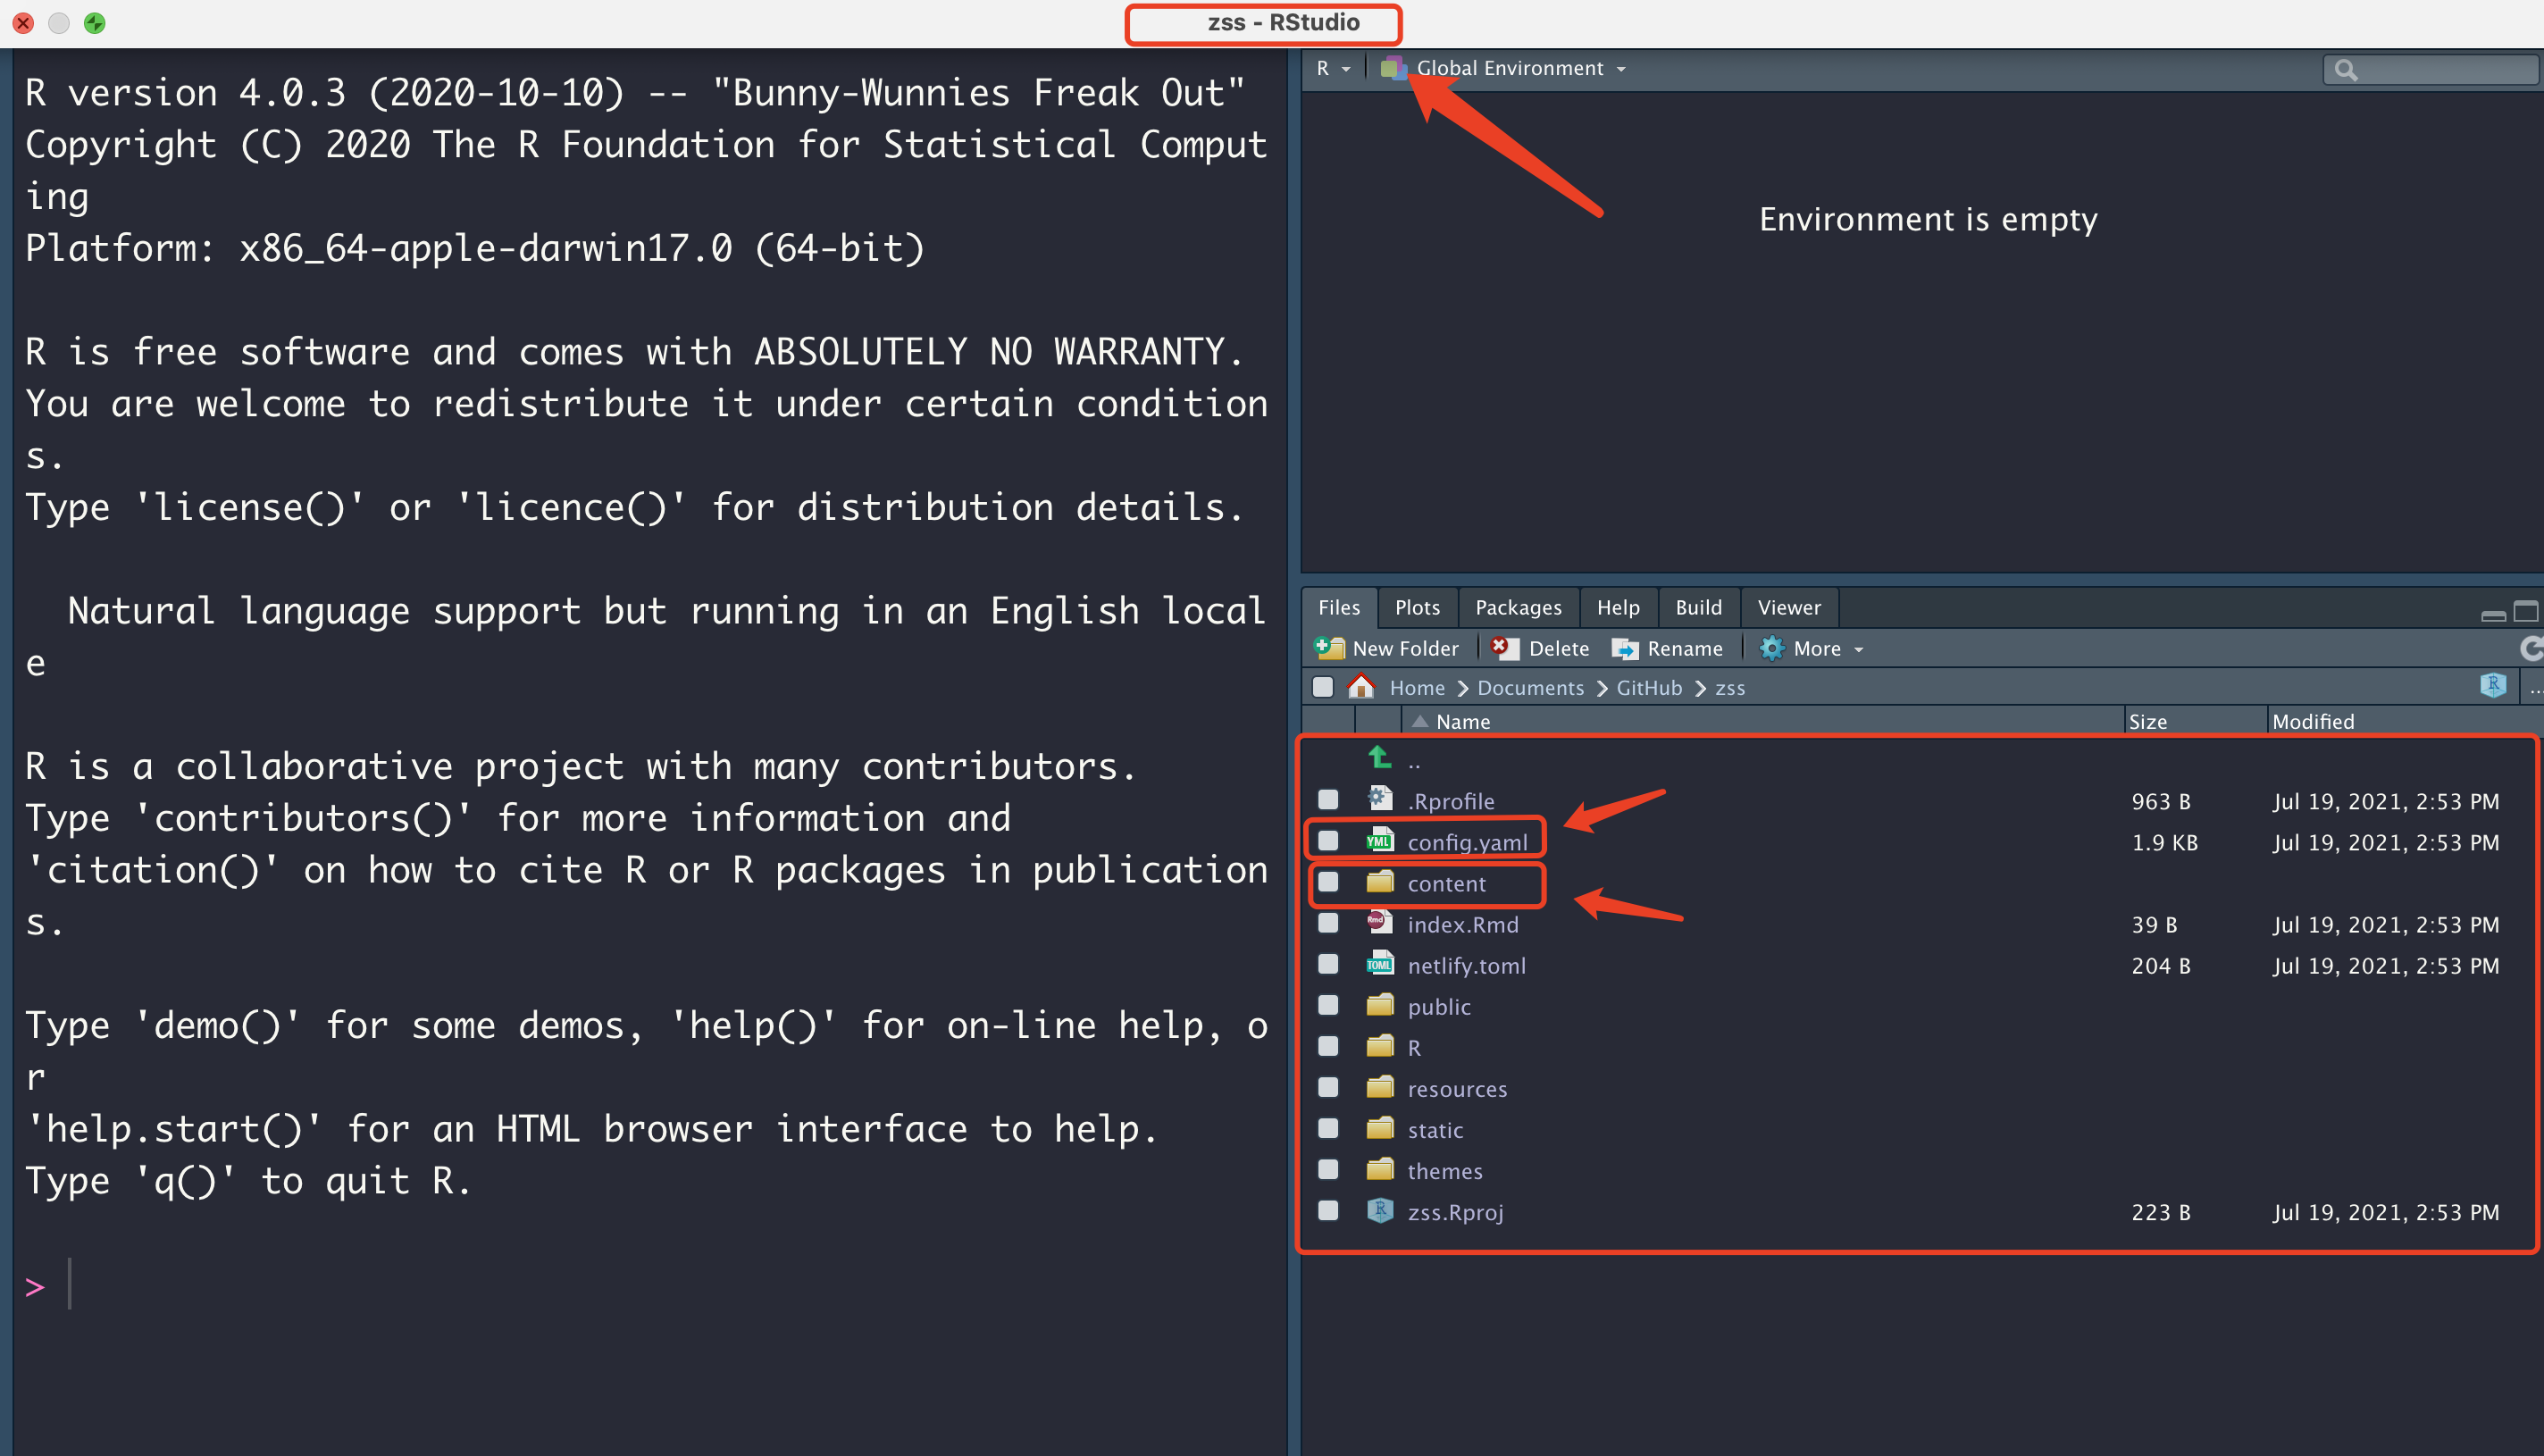 zss - RStudio
R version 4.0.3 (2020-10-10) -- "Bunny-Wunnies Freak Out"
Copyright (C) 2020 The R Foundation for Statistical Comput
ing
Platform: x86_64-apple-darwin17.0 (64-bit)
R is free software and comes with ABSOLUTELY NO WARRANTY.
You are welcome to redistribute it under certain condition
s.
Type 'license()' or 'licence()' for distribution details.
Natural language support but running in an English local
e
R is a collaborative project with many contributors.
Type 'contributors()' for more information and
'citation()' on how to cite R or R packages in publication
s.
Type 'demo()' for some demos, 'help()' for on-line help, o
r
'help.start()' for an HTML browser interface to help.
Type 'q()' to quit R.
>
R Global Environment
Environment is empty
Files Plots Packages Help Build Viewer
New Folder Delete Rename More
Home Documents GitHub zss R ...
Name Size Modified
..
.Rprofile 963 B Jul 19, 2021, 2:53 PM
YML config.yaml 1.9 KB Jul 19, 2021, 2:53 PM
content
Rmd index.Rmd 39 B Jul 19, 2021, 2:53 PM
TOML netlify.toml 204 B Jul 19, 2021, 2:53 PM
public
R
resources
static
themes
R zss.Rproj 223 B Jul 19, 2021, 2:53 PM